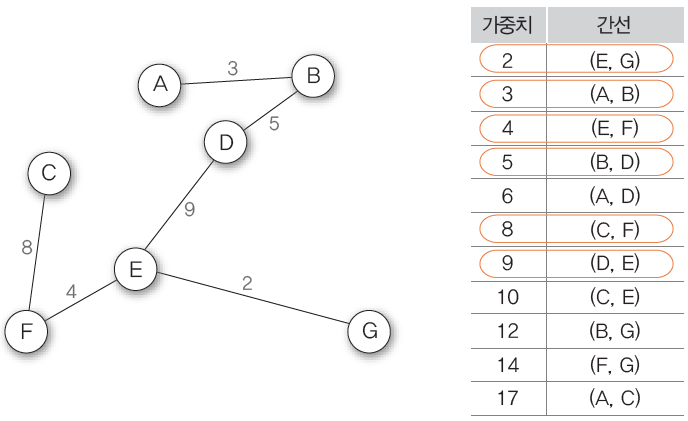 A
3
B
5
D
C
9
8
E
2
4
F
G
가중치 간선
2 (E, G)
3 (A, B)
4 (E, F)
5 (B, D)
6 (A, D)
8 (C, F)
9 (D, E)
10 (C, E)
12 (B, G)
14 (F, G)
17 (A, C)